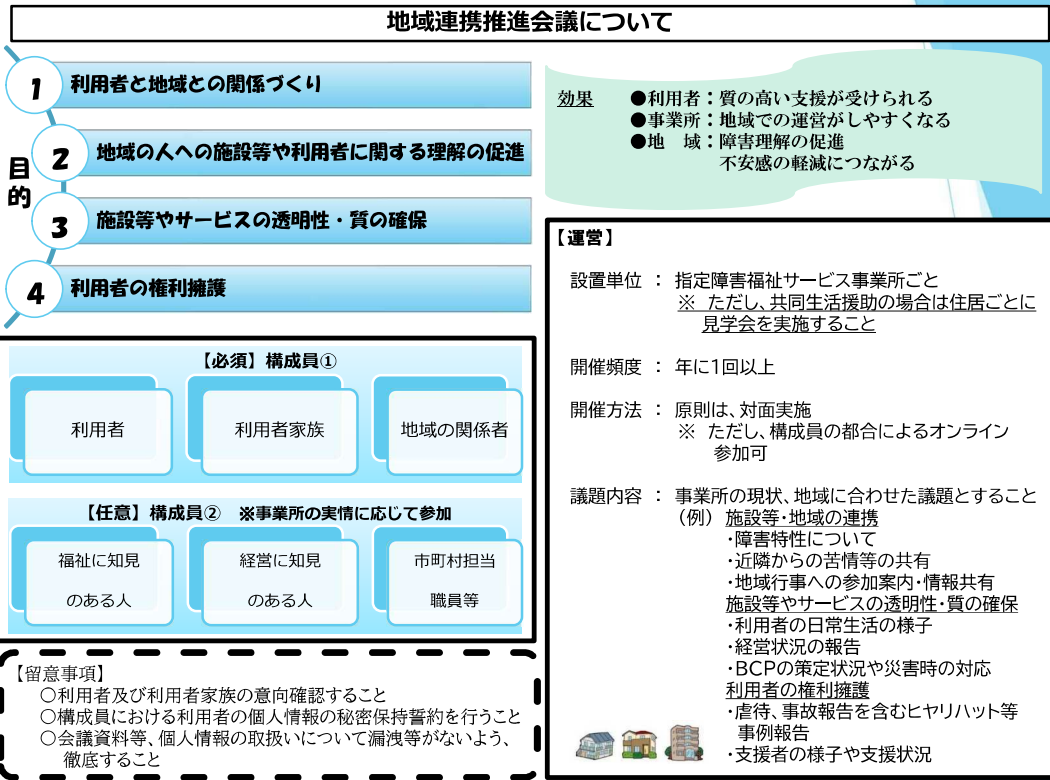 地域連携推進会議について
目的
1 利用者と地域との関係づくり
2 地域の人への施設等や利用者に関する理解の促進
3 施設等やサービスの透明性・質の確保
4 利用者の権利擁護
効果 ●利用者：質の高い支援が受けられる
●事業所：地域での運営がしやすくなる
●地　域：障害理解の促進
不安感の軽減につながる
【必須】構成員①
利用者
利用者家族
地域の関係者
【任意】構成員②　※事業所の実情に応じて参加
福祉に知見
のある人
経営に知見
のある人
市町村担当
職員等
【留意事項】
○利用者及び利用者家族の意向確認すること
○構成員における利用者の個人情報の秘密保持誓約を行うこと
○会議資料等、個人情報の取扱いについて漏洩等がないよう、
徹底すること
【運営】
設置単位 ： 指定障害福祉サービス事業所ごと
※ ただし、共同生活援助の場合は住居ごとに
見学会を実施すること
開催頻度 ： 年に1回以上
開催方法 ： 原則は、対面実施
※ ただし、構成員の都合によるオンライン
参加可
議題内容 ： 事業所の現状、地域に合わせた議題とすること
（例） 施設等・地域の連携
・障害特性について
・近隣からの苦情等の共有
・地域行事への参加案内・情報共有
施設等やサービスの透明性・質の確保
・利用者の日常生活の様子
・経営状況の報告
・BCPの策定状況や災害時の対応
利用者の権利擁護
・虐待、事故報告を含むヒヤリハット等
事例報告
・支援者の様子や支援状況